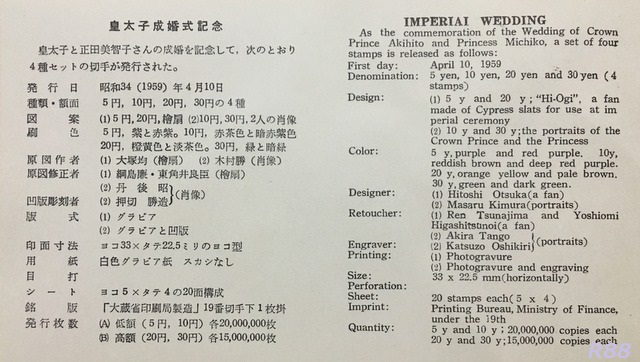 皇太子成婚式記念
皇太子と正田美智子さんの成婚を記念して,次のとおり
4種セットの切手が発行された。
発行日 昭和34 (1959) 年4月10日
種類・額面 5円, 10円, 20円, 30円の4種
図案 (1) 5円, 20円, 檜扇 (2)10円, 30円, 2人の肖像
刷色 5円, 紫と赤紫。10円, 赤茶色と暗赤紫色
20円, 橙黄色と淡茶色。30円, 緑と暗緑
原図作者 (1) 大塚均 (檜扇) (2) 木村勝 (肖像)
原図修正者 (1) 綱島廉・東角井良臣 (檜扇)
(2) 丹後昭
凹版彫刻者 (2) 押切勝造 }(肖像)
版式 (1) グラビア
(2) グラビアと凹版
印面寸法 ヨコ33×タテ22,5ミリのヨコ型
用紙 白色グラビア紙 スカシなし
目打
シート ヨコ5×タテ4の20面構成
銘版 「大蔵省印刷局製造」19番切手下1枚掛
発行枚数 (A) 低額 (5円, 10円) 各20,000,000枚
(B) 高額 (20円, 30円) 各15,000,000枚
IMPERIAL WEDDING
As the commemoration of the Wedding of Crown
Prince Akihito and Princess Michiko, a set of four
stamps is released as follows:
First day: April 10, 1959
Denomination: 5 yen, 10 yen, 20 yen and 30 yen (4
stamps)
Design: (1) 5 y and 20 y; "Hi-Ogi", a fan
made of Cypress slats for use at im
perial ceremony
(2) 10 y and 30 y; the portraits of the
Crown Prince and the Princess
Color: 5 y, purple and red purple. 10y,
reddish brown and deep red purple.
20 y, orange yellow and pale brown.
30 y, green and dark green.
Designer: (1) Hitoshi Otsuka (a fan)
(2) Masaru Kimura (portraits)
Retoucher: (1) Ren Tsunajima and Yoshiomi
Higashitsunoi (a fan)
(2) Akira Tango
Engraver: (2) Katsuzo Oshikiri }(portraits)
Printing: (1) Photogravure
(2) Photogravure and engraving
Size: 33 x 22.5 mm(horizontally)
Perforation:
Sheet: 20 stamps each (5 x 4)
Imprint: Printing Bureau, Ministry of Finance,
under the 19th
Quantity: 5 y and 10 y; 20,000,000 copies each
20 y and 30 y; 15,000,000 copies each
R88